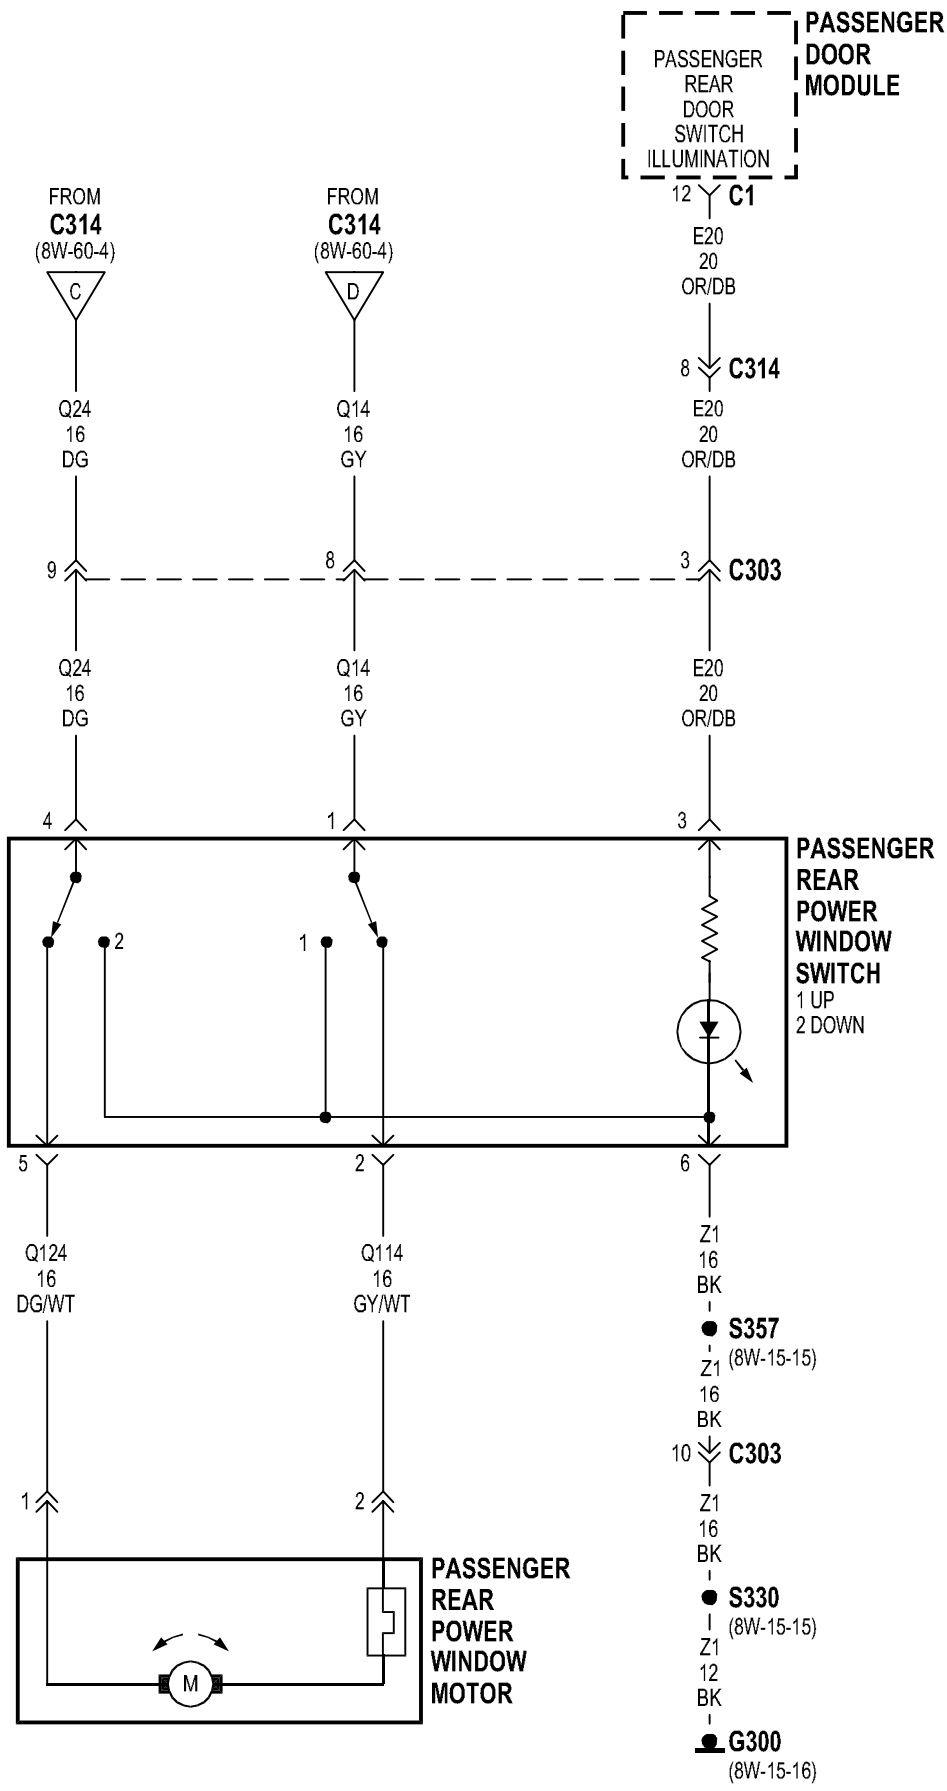 PASSENGER
DOOR
MODULE
PASSENGER
REAR
DOOR
SWITCH
ILLUMINATION
12 C1
FROM
C314
(8W-60-4)
C
FROM
C314
(8W-60-4)
D
E20
20
OR/DB
8 C314
Q24
16
DG
Q14
16
GY
E20
20
OR/DB
9
8
3 C303
Q24
16
DG
Q14
16
GY
E20
20
OR/DB
4
1
3
PASSENGER
REAR
POWER
WINDOW
SWITCH
1 UP
2 DOWN
2
1
5
2
6
Q124
16
DG/WT
Q114
16
GY/WT
Z1
16
BK
S357
(8W-15-15)
Z1
16
BK
10 C303
Z1
16
BK
S330
(8W-15-15)
Z1
12
BK
G300
(8W-15-16)
1
2
PASSENGER
REAR
POWER
WINDOW
MOTOR
M